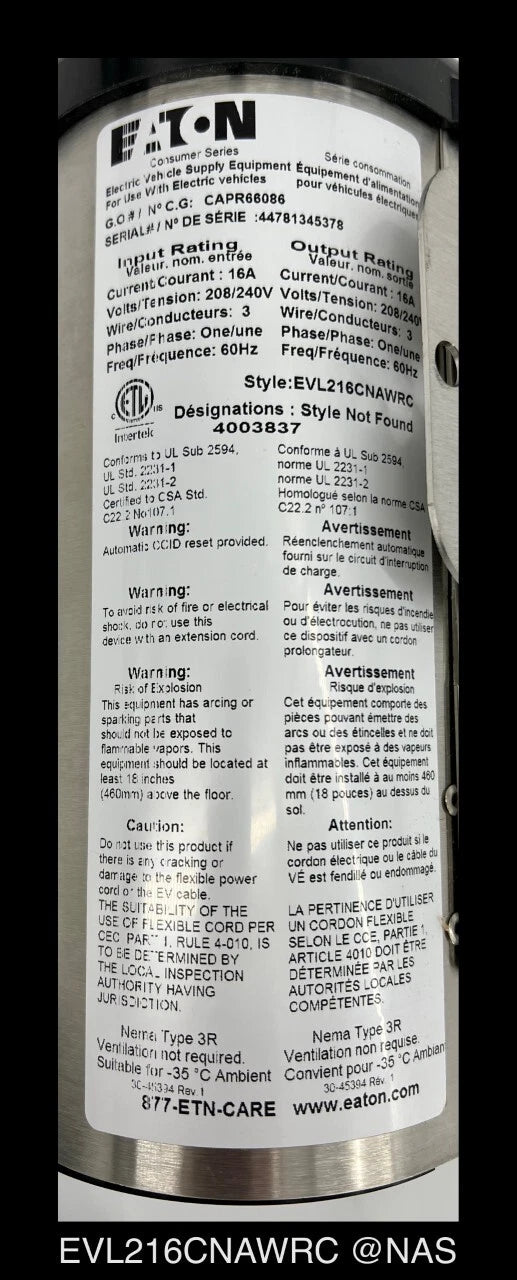 EATON
Consumer Series
Série consommation
Electric Vehicle Supply Equipment
For Use With Electric vehicles
Équipement d'alimentation
pour véhicules électriques
G.O # / Nº C.G: CAPR66086
SERIAL# / Nº DE SÉRIE :44781345378
Input Rating
Valeur. nom. entrée
Current/Courant : 16A
Volts/Tension: 208/240V
Wire/Conducteurs: 3
Phase/Phase: One/une
Freq/Fréquence: 60Hz
Output Rating
Valeur. nom. sortie
Current/Courant : 16A
Volts/Tension: 208/240V
Wire/Conducteurs: 3
Phase/Phase: One/une
Freq/Fréquence: 60Hz
Style:EVL216CNAWRC
Désignations : Style Not Found
4003837
C ETL US
Intertek
Conforms to UL Sub 2594,
UL Std. 2231-1
UL Std. 2231-2
Certified to CSA Std.
C22.2 No107.1
Conforme à UL Sub 2594,
norme UL 2231-1
norme UL 2231-2
Homologué selon la norme CSA
C22.2 nº 107:1
Warning:
Automatic CCID reset provided.
Avertissement
Réenclenchement automatique
fourni sur le circuit d'interruption
de charge.
Warning:
To avoid risk of fire or electrical
shock, do not use this
device with an extension cord.
Avertissement
Pour éviter les risques d'incendie
ou d'électrocution, ne pas utiliser
ce dispositif avec un cordon
prolongateur.
Warning:
Risk of Explosion
This equipment has arcing or
sparking parts that
should not be exposed to
flammable vapors. This
equipment should be located at
least 18 inches
(460mm) above the floor.
Avertissement
Risque d'explosion
Cet équipement comporte des
pièces pouvant émettre des
arcs ou des étincelles et ne doit
pas être exposé à des vapeurs
inflammables. Cet équipement
doit être installé à au moins 460
mm (18 pouces) au dessus du
sol.
Caution:
Do not use this product if
there is any cracking or
damage to the flexible power
cord or the EV cable.
THE SUITABILITY OF THE
USE OF FLEXIBLE CORD PER
CEC PART 1, RULE 4-010, IS
TO BE DETERMINED BY
THE LOCAL INSPECTION
AUTHORITY HAVING
JURISDICTION.
Attention:
Ne pas utiliser ce produit si le
cordon électrique ou le câble du
VÉ est fendillé ou endommagé.
LA PERTINENCE D'UTILISER
UN CORDON FLEXIBLE
SELON LE CCE, PARTIE 1,
ARTICLE 4010 DOIT ÊTRE
DÉTERMINÉE PAR LES
AUTORITÉS LOCALES
COMPÉTENTES.
Nema Type 3R
Ventilation not required.
Suitable for -35 °C Ambient
30-45394 Rev. 1
Nema Type 3R
Ventilation non requise.
Convient pour -35 °C Ambian
30-45394 Rév. 1
877-ETN-CARE www.eaton.com
EVL216CNAWRC @NAS